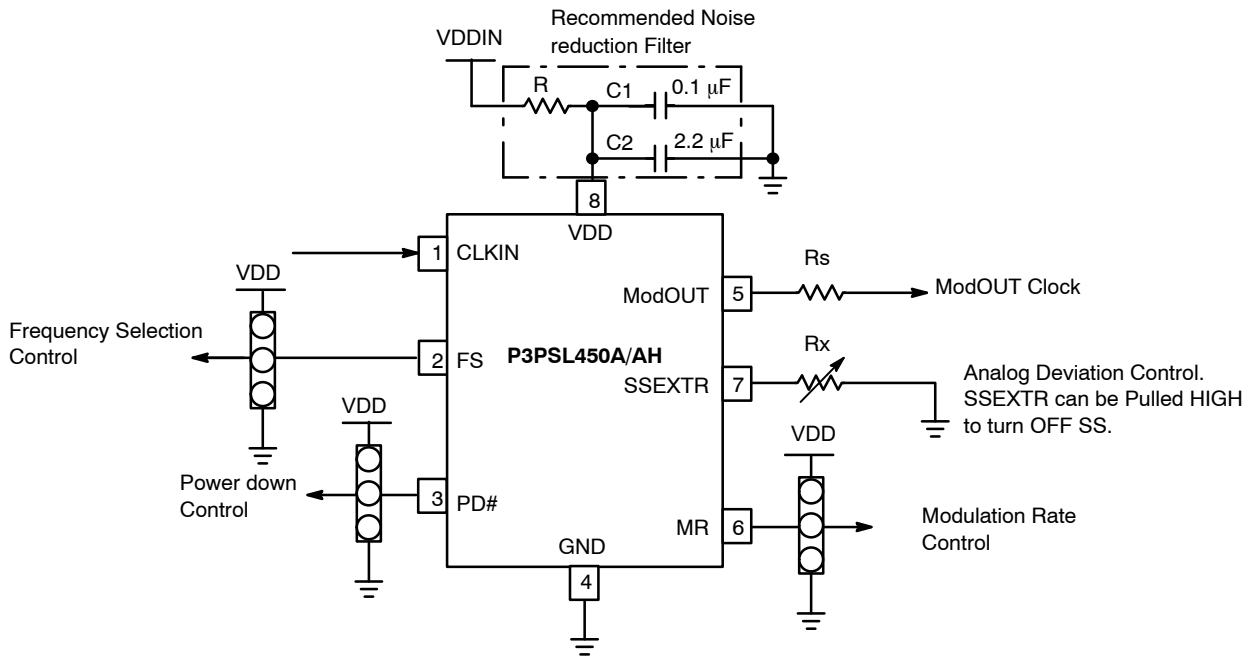 Recommended Noise
reduction Filter
VDDIN
R
C1
0.1 μF
C2
2.2 μF
8
VDD
1
CLKIN
VDD
Frequency Selection
Control
2
FS
P3PSL450A/AH
ModOUT
5
Rs
ModOUT Clock
SSEXTR
7
Rx
Analog Deviation Control.
SSEXTR can be Pulled HIGH
to turn OFF SS.
VDD
Power down
Control
3
PD#
VDD
MR
6
Modulation Rate
Control
GND
4